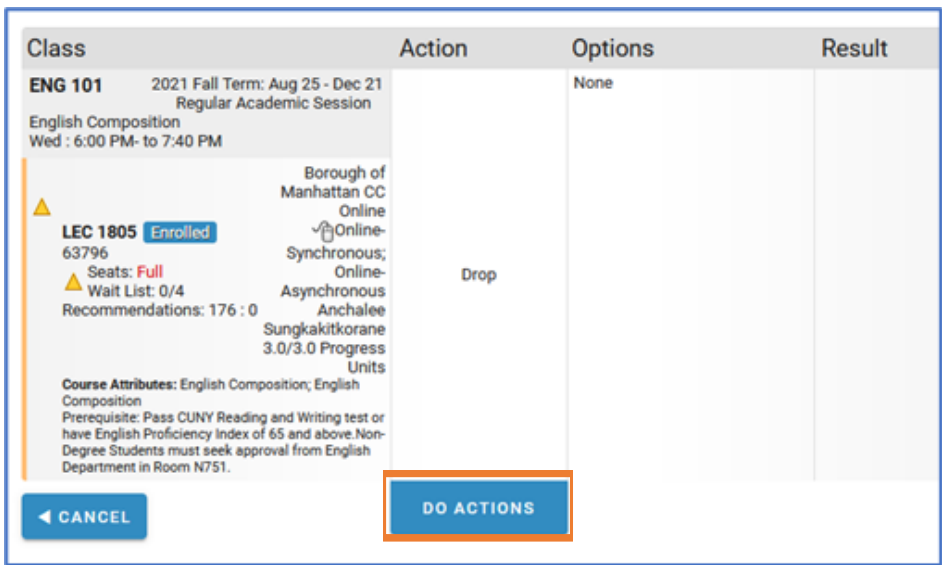 Class Action Options Result
ENG 101 2021 Fall Term: Aug 25 - Dec 21
Regular Academic Session
English Composition
Wed : 6:00 PM- to 7:40 PM
None
Borough of
Manhattan CC
Online
LEC 1805 Enrolled Online-
63796 Synchronous;
Seats: Full Online-
Wait List: 0/4 Asynchronous
Drop
Recommendations: 176 : 0 Anchalee
Sungkakitkorane
3.0/3.0 Progress
Units
Course Attributes: English Composition; English
Composition
Prerequisite: Pass CUNY Reading and Writing test or
have English Proficiency Index of 65 and above.Non-
Degree Students must seek approval from English
Department in Room N751.
CANCEL
DO ACTIONS